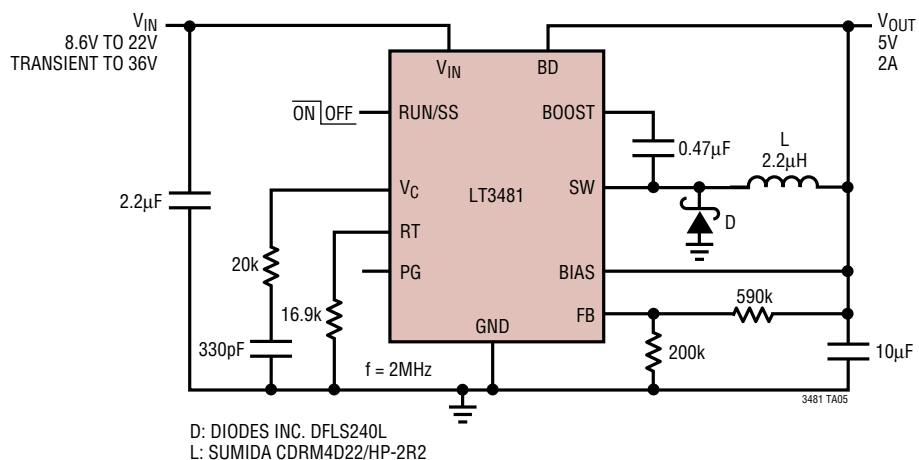 VIN
8.6V TO 22V
TRANSIENT TO 36V
VOUT
5V
2A
VIN
BD
ON OFF
RUN/SS
BOOST
0.47µF
L
2.2µH
2.2µF
VC
LT3481
SW
D
RT
20k
PG
BIAS
16.9k
590k
GND
FB
330pF
f = 2MHz
200k
10µF
3481 TA05
D: DIODES INC. DFLS240L
L: SUMIDA CDRM4D22/HP-2R2